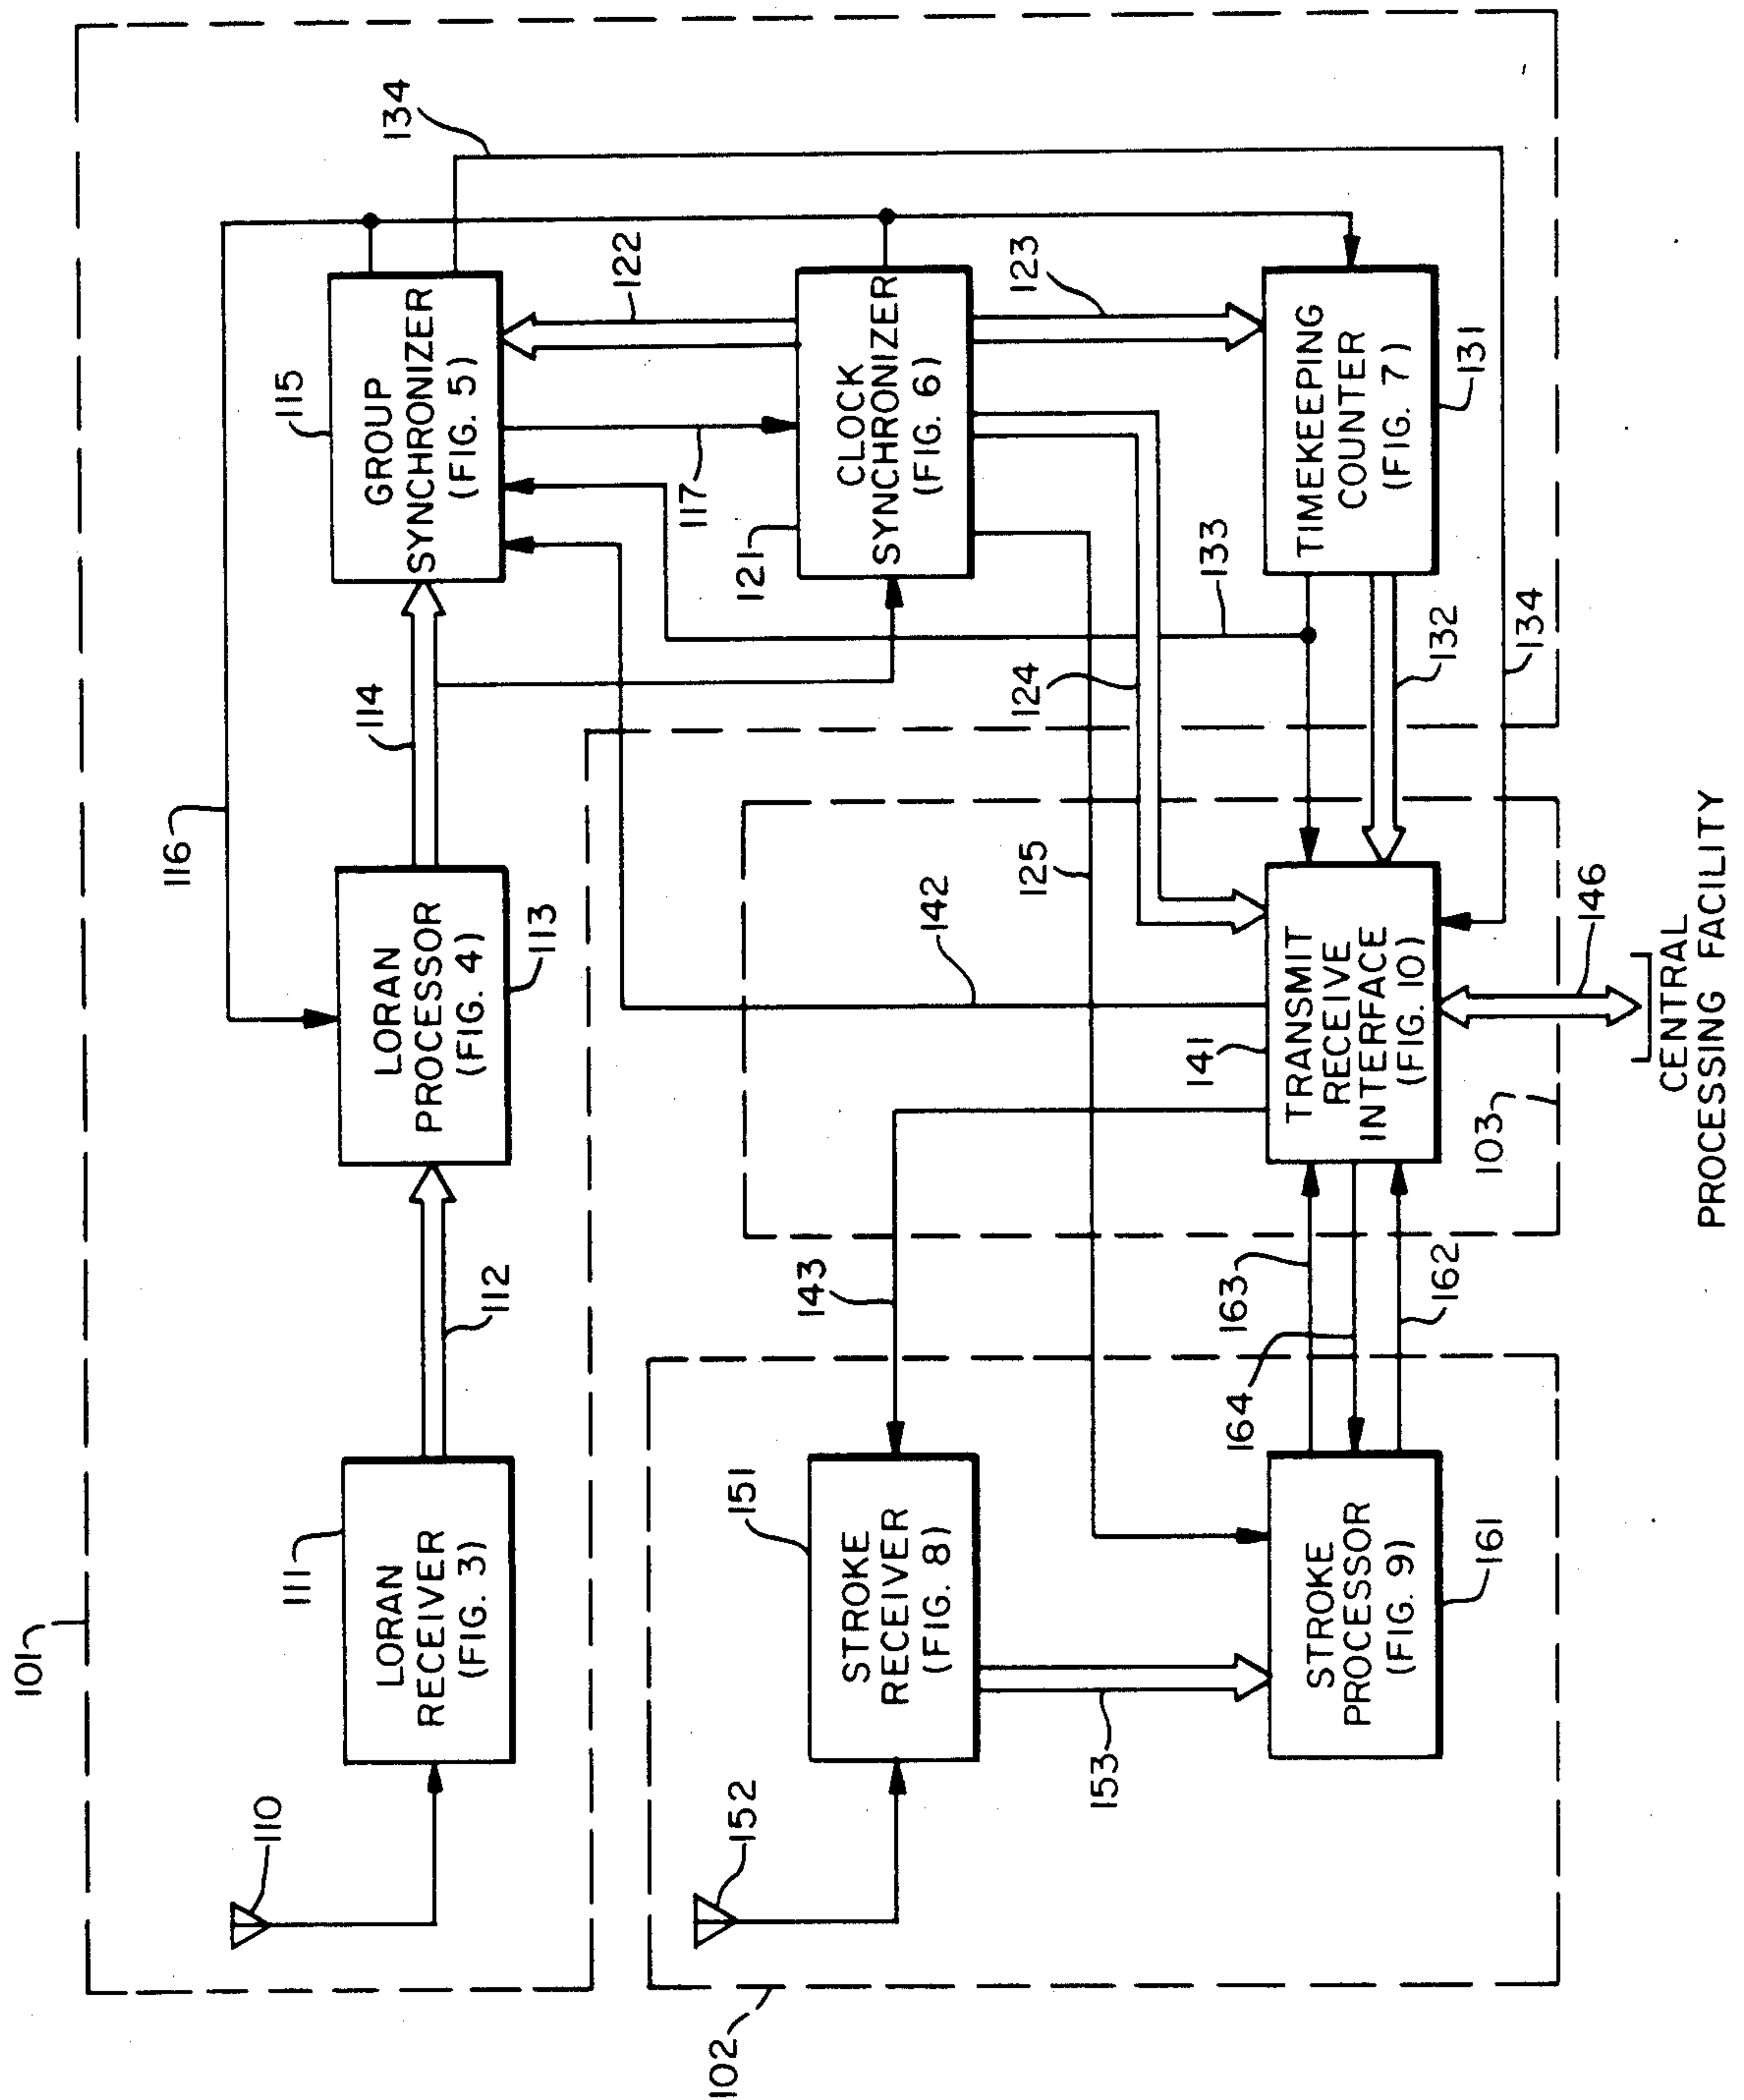 101
110
111
LORAN
RECEIVER
(FIG. 3)
112
LORAN
PROCESSOR
(FIG. 4)
113
116
114
115
GROUP
SYNCHRONIZER
(FIG. 5)
134
122
117
121
CLOCK
SYNCHRONIZER
(FIG. 6)
123
133
124
125
TIMEKEEPING
COUNTER
(FIG. 7)
131
132
134
142
143
141
TRANSMIT
RECEIVE
INTERFACE
(FIG. 10)
103
146
CENTRAL
PROCESSING FACILITY
102
152
151
STROKE
RECEIVER
(FIG. 8)
153
STROKE
PROCESSOR
(FIG. 9)
161
163
164
162